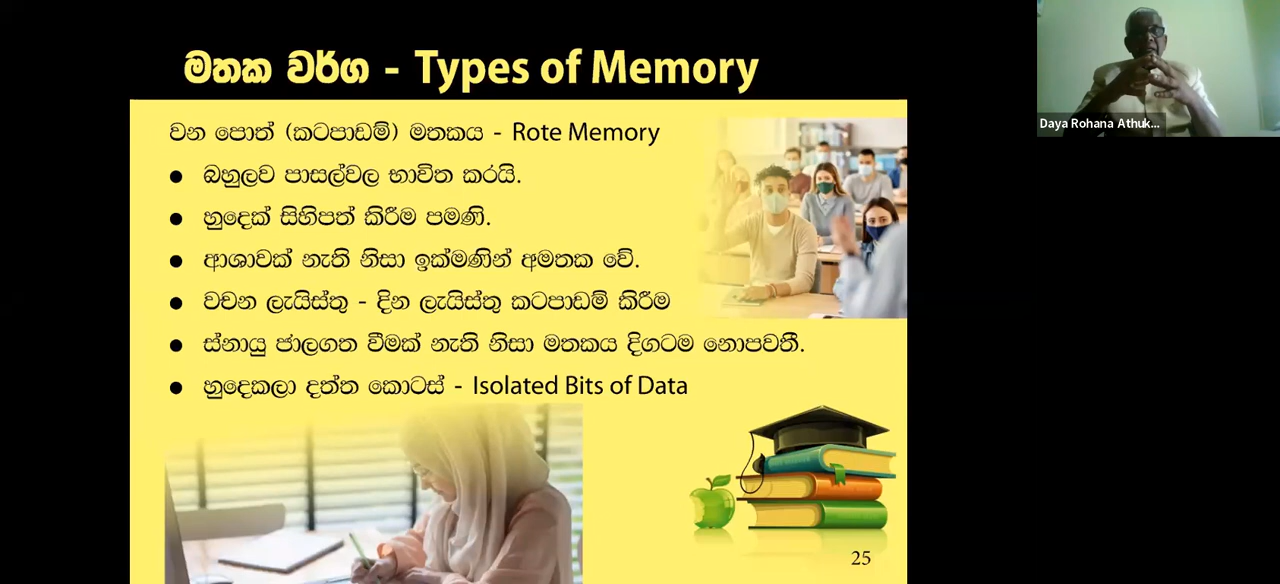 මතක වර්ග - Types of Memory
වන පොත් (කටපාඩම්) මතකය - Rote Memory
● බහුලව පාසල්වල භාවිත කරයි.
● හුදෙක් සිහිපත් කිරීම පමණි.
● ආශාවක් නැති නිසා ඉක්මණින් අමතක වේ.
● වචන ලැයිස්තු - දින ලැයිස්තු කටපාඩම් කිරීම
● ස්නායු ජාලගත වීමක් නැති නිසා මතකය දිගටම නොපවතී.
● හුදෙකලා දත්ත කොටස් - Isolated Bits of Data
25
Daya Rohana Athuk...